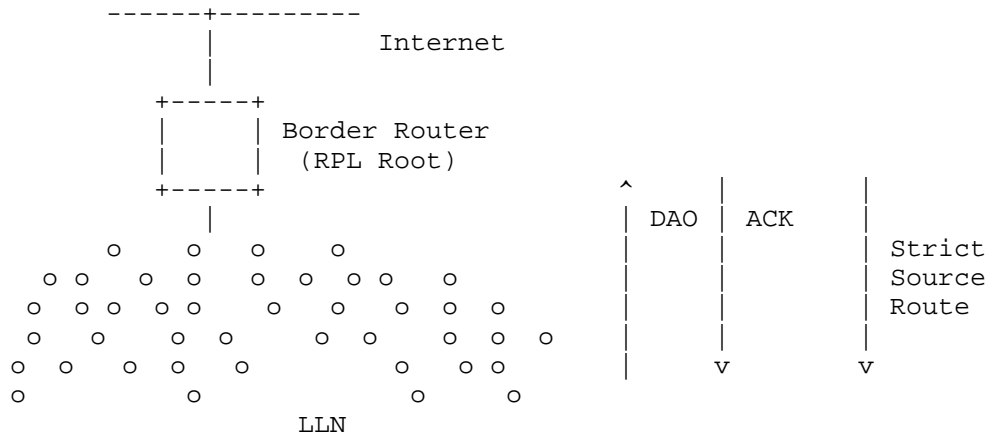 Internet
Border Router
(RPL Root)
DAO ACK
Strict
Source
Route
LLN